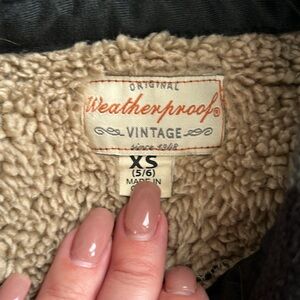 ORIGINAL
Weatherproof®
VINTAGE
Since 1948
XS
(5/6)
MADE IN